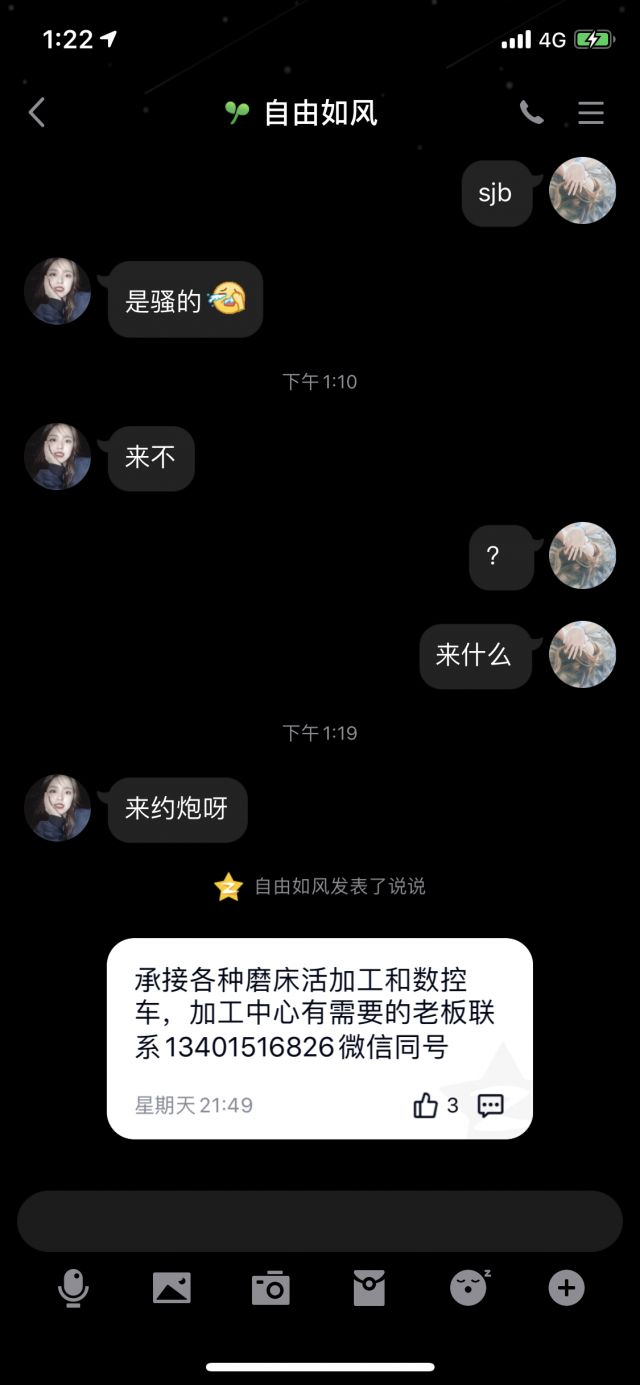 1:22
4G
自由如风
sjb
是骚的
下午1:10
来不
?
来什么
下午1:19
来约炮呀
自由如风发表了说说
承接各种磨床活加工和数控
车，加工中心有需要的老板联
系13401516826微信同号
星期天21:49
3